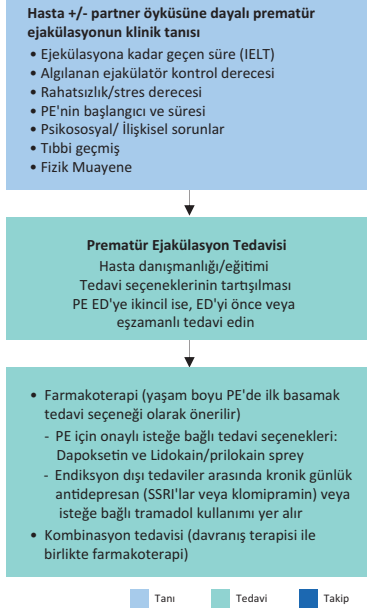 Hasta +/- partner öyküsüne dayalı prematür
ejakülasyonun klinik tanısı
• Ejekülasyona kadar geçen süre (IELT)
• Algılanan ejakülatör kontrol derecesi
• Rahatsızlık/stres derecesi
• PE'nin başlangıcı ve süresi
• Psikososyal/ İlişkisel sorunlar
• Tıbbi geçmiş
• Fizik Muayene
Prematür Ejakülasyon Tedavisi
Hasta danışmanlığı/eğitimi
Tedavi seçeneklerinin tartışılması
PE ED'ye ikincil ise, ED'yi önce veya
eşzamanlı tedavi edin
• Farmakoterapi (yaşam boyu PE'de ilk basamak
tedavi seçeneği olarak önerilir)
- PE için onaylı isteğe bağlı tedavi seçenekleri:
Dapoksetin ve Lidokain/prilokain sprey
- Endiksyon dışı tedaviler arasında kronik günlük
antidepresan (SSRI'lar veya klomipramin) veya
isteğe bağlı tramadol kullanımı yer alır
• Kombinasyon tedavisi (davranış terapisi ile
birlikte farmakoterapi)
Tanı Tedavi Takip